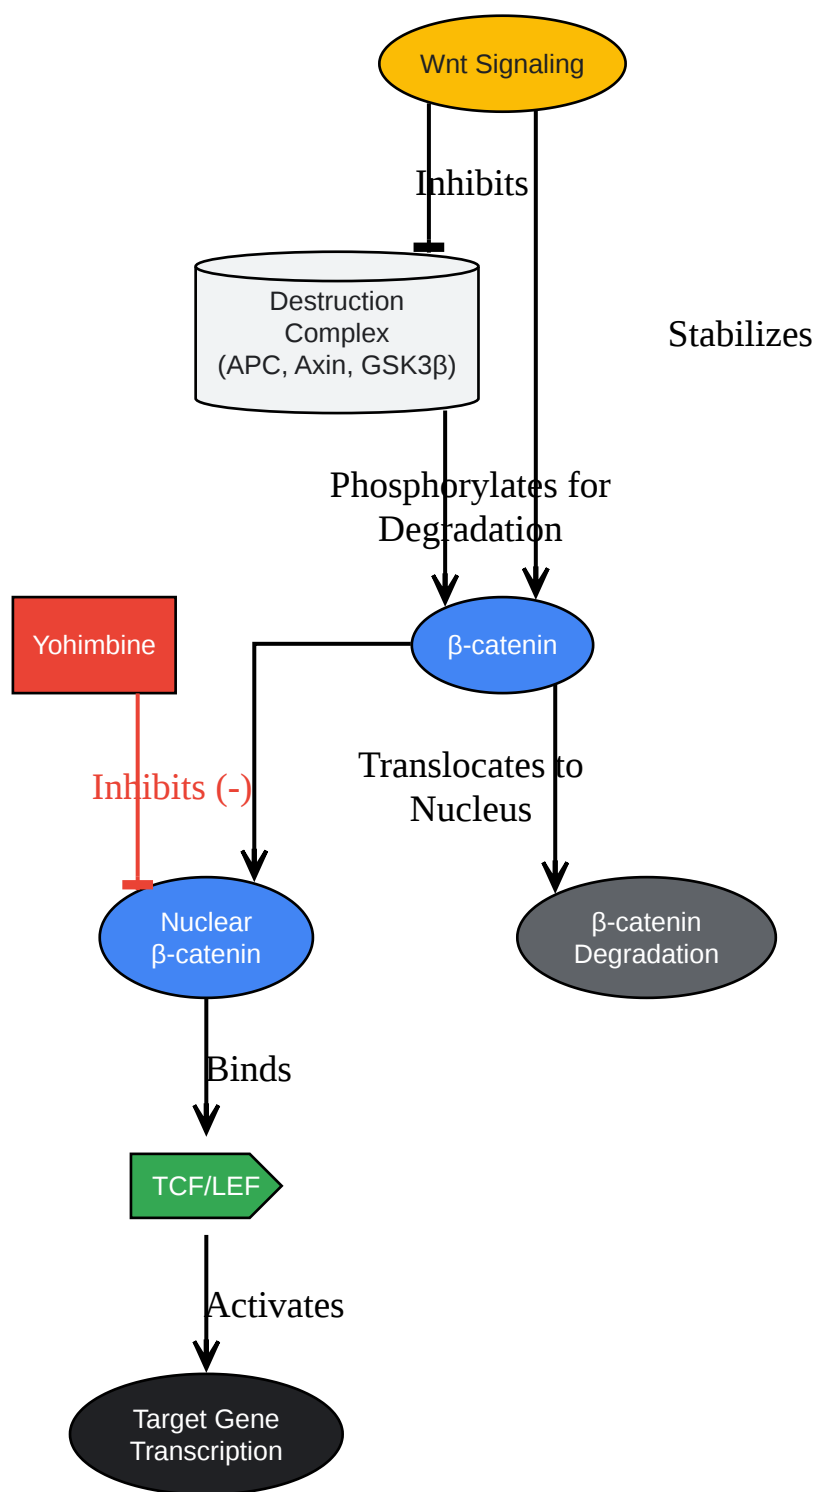 Wnt Signaling
Inhibits
Destruction
Complex
(APC, Axin, GSK3β)
Stabilizes
Phosphorylates for
Degradation
Yohimbine
β-catenin
Inhibits (-)
Translocates to
Nucleus
Nuclear
β-catenin
β-catenin
Degradation
Binds
TCF/LEF
Activates
Target Gene
Transcription